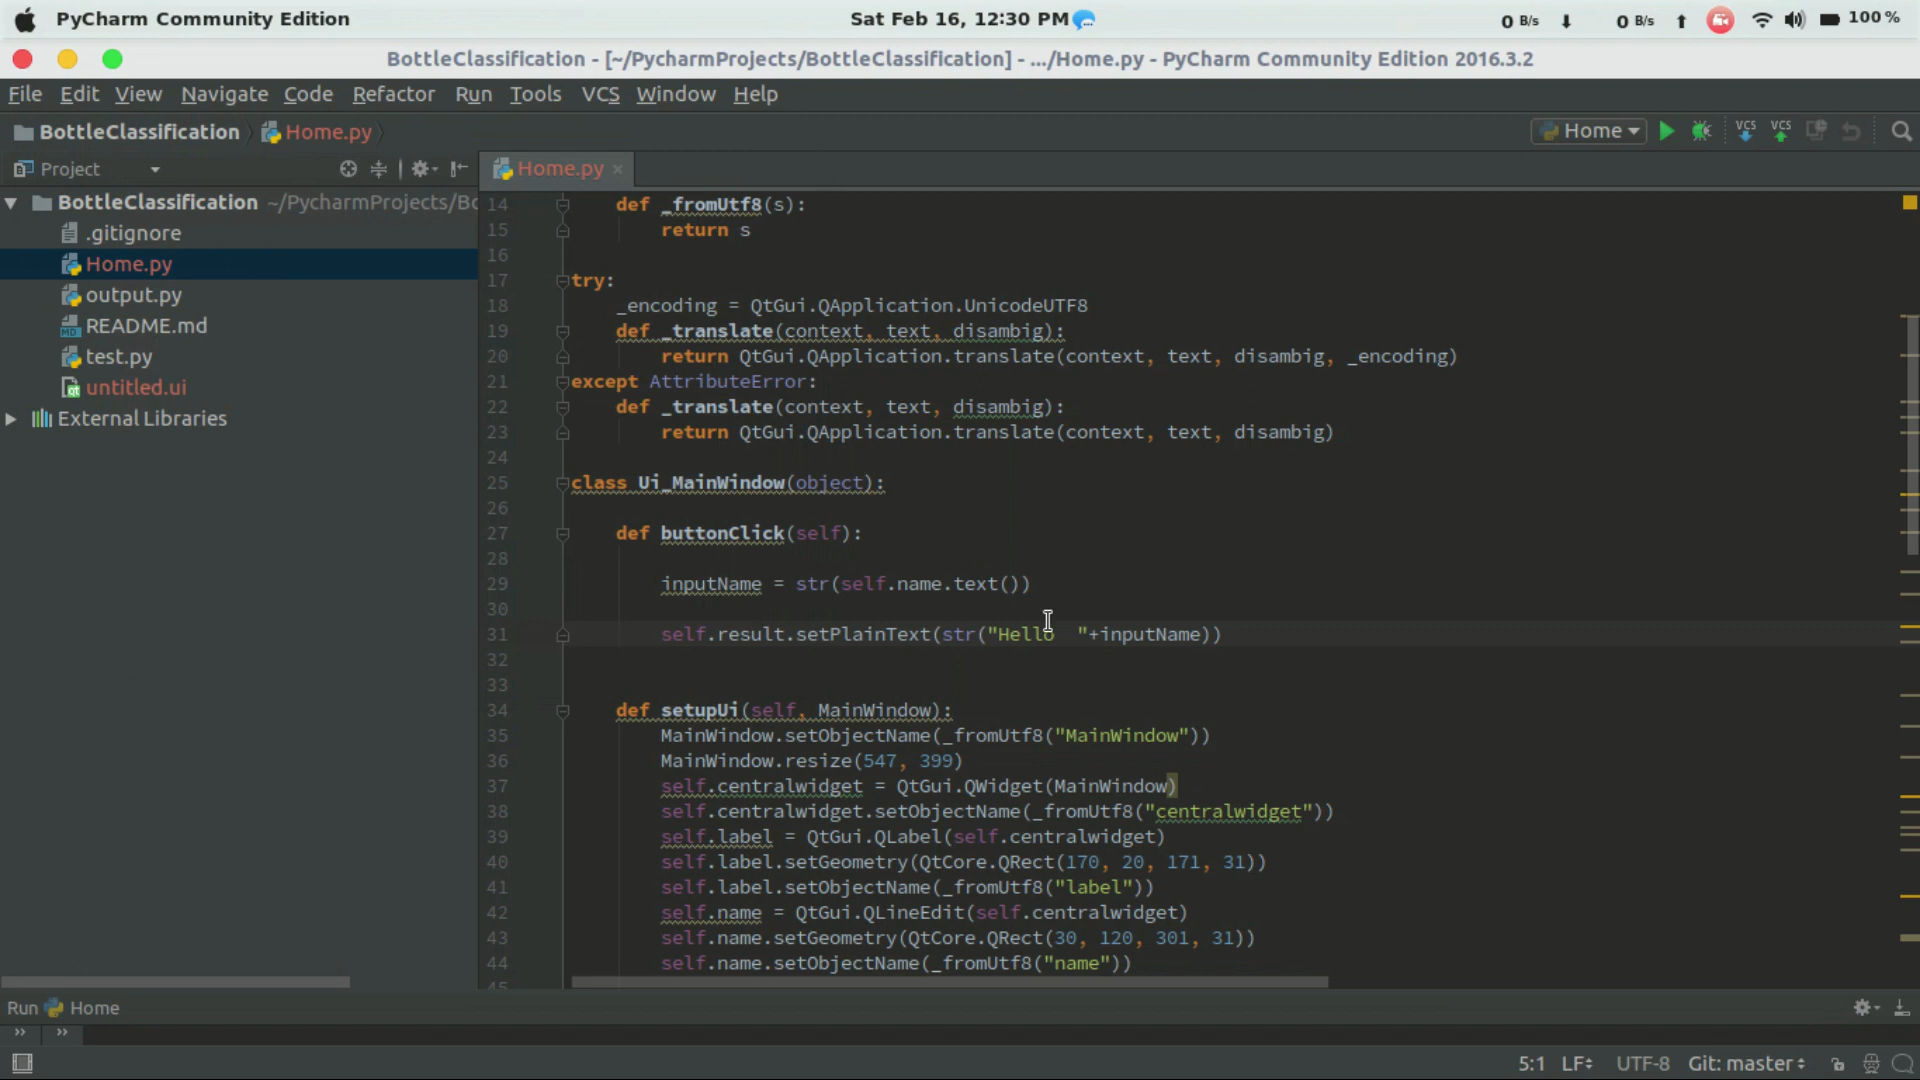 PyCharm Community Edition
Sat Feb 16, 12:30 PM
0 B/s 0 B/s 100 %
BottleClassification - [~/PycharmProjects/BottleClassification] - .../Home.py - PyCharm Community Edition 2016.3.2
File Edit View Navigate Code Refactor Run Tools VCS Window Help
BottleClassification Home.py
Home VCS VCS
Project
Home.py
BottleClassification ~/PycharmProjects/Bo
.gitignore
Home.py
output.py
README.md
test.py
untitled.ui
External Libraries
14 def _fromUtf8(s):
15 return s
16
17 try:
18 _encoding = QtGui.QApplication.UnicodeUTF8
19 def _translate(context, text, disambig):
20 return QtGui.QApplication.translate(context, text, disambig, _encoding)
21 except AttributeError:
22 def _translate(context, text, disambig):
23 return QtGui.QApplication.translate(context, text, disambig)
24
25 class Ui_MainWindow(object):
26
27 def buttonClick(self):
28
29 inputName = str(self.name.text())
30
31 self.result.setPlainText(str("Hello  "+inputName))
32
33
34 def setupUi(self, MainWindow):
35 MainWindow.setObjectName(_fromUtf8("MainWindow"))
36 MainWindow.resize(547, 399)
37 self.centralwidget = QtGui.QWidget(MainWindow)
38 self.centralwidget.setObjectName(_fromUtf8("centralwidget"))
39 self.label = QtGui.QLabel(self.centralwidget)
40 self.label.setGeometry(QtCore.QRect(170, 20, 171, 31))
41 self.label.setObjectName(_fromUtf8("label"))
42 self.name = QtGui.QLineEdit(self.centralwidget)
43 self.name.setGeometry(QtCore.QRect(30, 120, 301, 31))
44 self.name.setObjectName(_fromUtf8("name"))
45
Run Home
5:1 LF UTF-8 Git: master